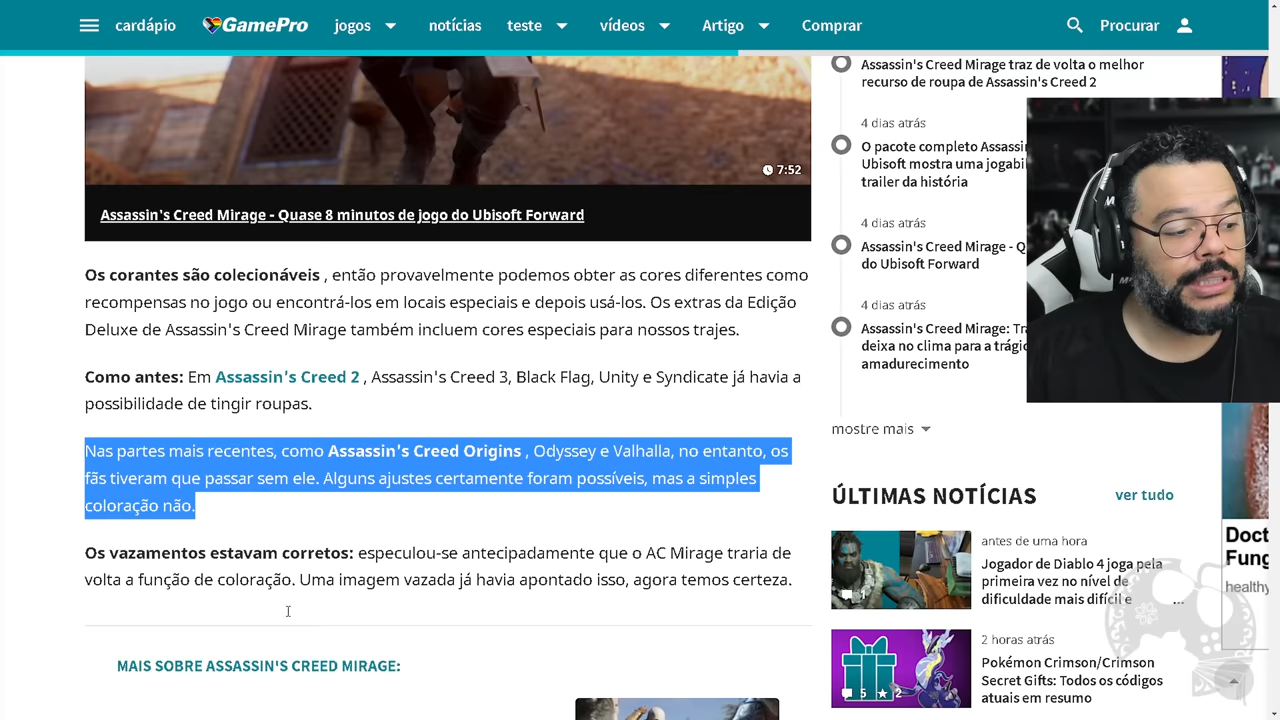 cardápio
GamePro
jogos
notícias
teste
vídeos
Artigo
Comprar
Procurar
7:52
Assassin's Creed Mirage - Quase 8 minutos de jogo do Ubisoft Forward
Os corantes são colecionáveis , então provavelmente podemos obter as cores diferentes como
recompensas no jogo ou encontrá-los em locais especiais e depois usá-los. Os extras da Edição
Deluxe de Assassin's Creed Mirage também incluem cores especiais para nossos trajes.
Como antes: Em Assassin's Creed 2 , Assassin's Creed 3, Black Flag, Unity e Syndicate já havia a
possibilidade de tingir roupas.
Nas partes mais recentes, como Assassin's Creed Origins , Odyssey e Valhalla, no entanto, os
fãs tiveram que passar sem ele. Alguns ajustes certamente foram possíveis, mas a simples
coloração não.
Os vazamentos estavam corretos: especulou-se antecipadamente que o AC Mirage traria de
volta a função de coloração. Uma imagem vazada já havia apontado isso, agora temos certeza.
MAIS SOBRE ASSASSIN'S CREED MIRAGE:
Assassin's Creed Mirage traz de volta o melhor
recurso de roupa de Assassin's Creed 2
4 dias atrás
O pacote completo
Ubisoft mostra uma
trailer da história
4 dias atrás
Assassin's Creed Mirage -
do Ubisoft Forward
4 dias atrás
Assassin's Creed Mirage:
deixa no clima para a
amadurecimento
mostre mais
ÚLTIMAS NOTÍCIAS
ver tudo
antes de uma hora
Jogador de Diablo 4 joga pela
primeira vez no nível de
dificuldade mais difícil e ...
1
2 horas atrás
Pokémon Crimson/Crimson
Secret Gifts: Todos os códigos
atuais em resumo
5 2